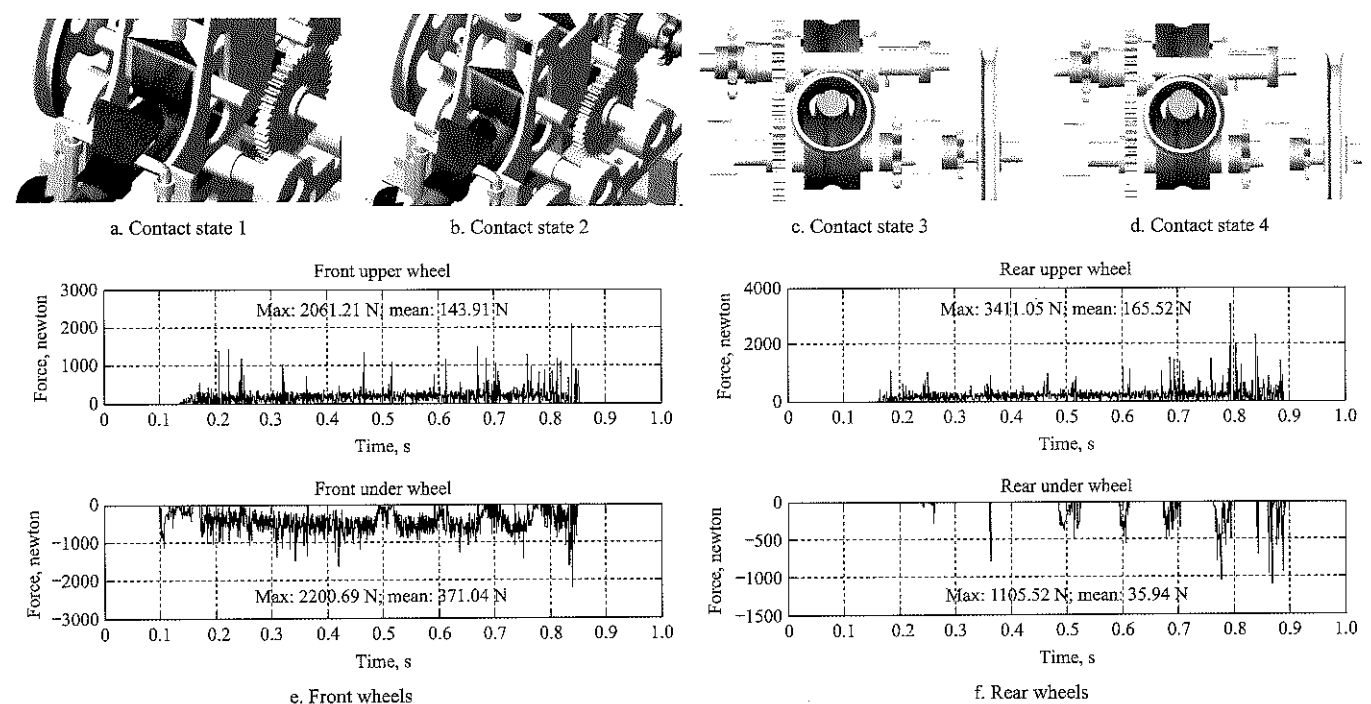 a. Contact state 1
b. Contact state 2
c. Contact state 3
d. Contact state 4
Front upper wheel
Max: 2061.21 N; mean: 143.91 N
Force, newton
3000
2000
1000
0
0 0.1 0.2 0.3 0.4 0.5 0.6 0.7 0.8 0.9 1.0
Time, s
Rear upper wheel
Max: 3411.05 N; mean: 165.52 N
Force, newton
4000
2000
0
0 0.1 0.2 0.3 0.4 0.5 0.6 0.7 0.8 0.9 1.0
Time, s
Front under wheel
Max: 2200.69 N; mean: 371.04 N
Force, newton
0
−1000
−2000
−3000
0 0.1 0.2 0.3 0.4 0.5 0.6 0.7 0.8 0.9 1.0
Time, s
e. Front wheels
Rear under wheel
Max: 1105.52 N; mean: 35.94 N
Force, newton
0
−500
−1000
−1500
0 0.1 0.2 0.3 0.4 0.5 0.6 0.7 0.8 0.9 1.0
Time, s
f. Rear wheels